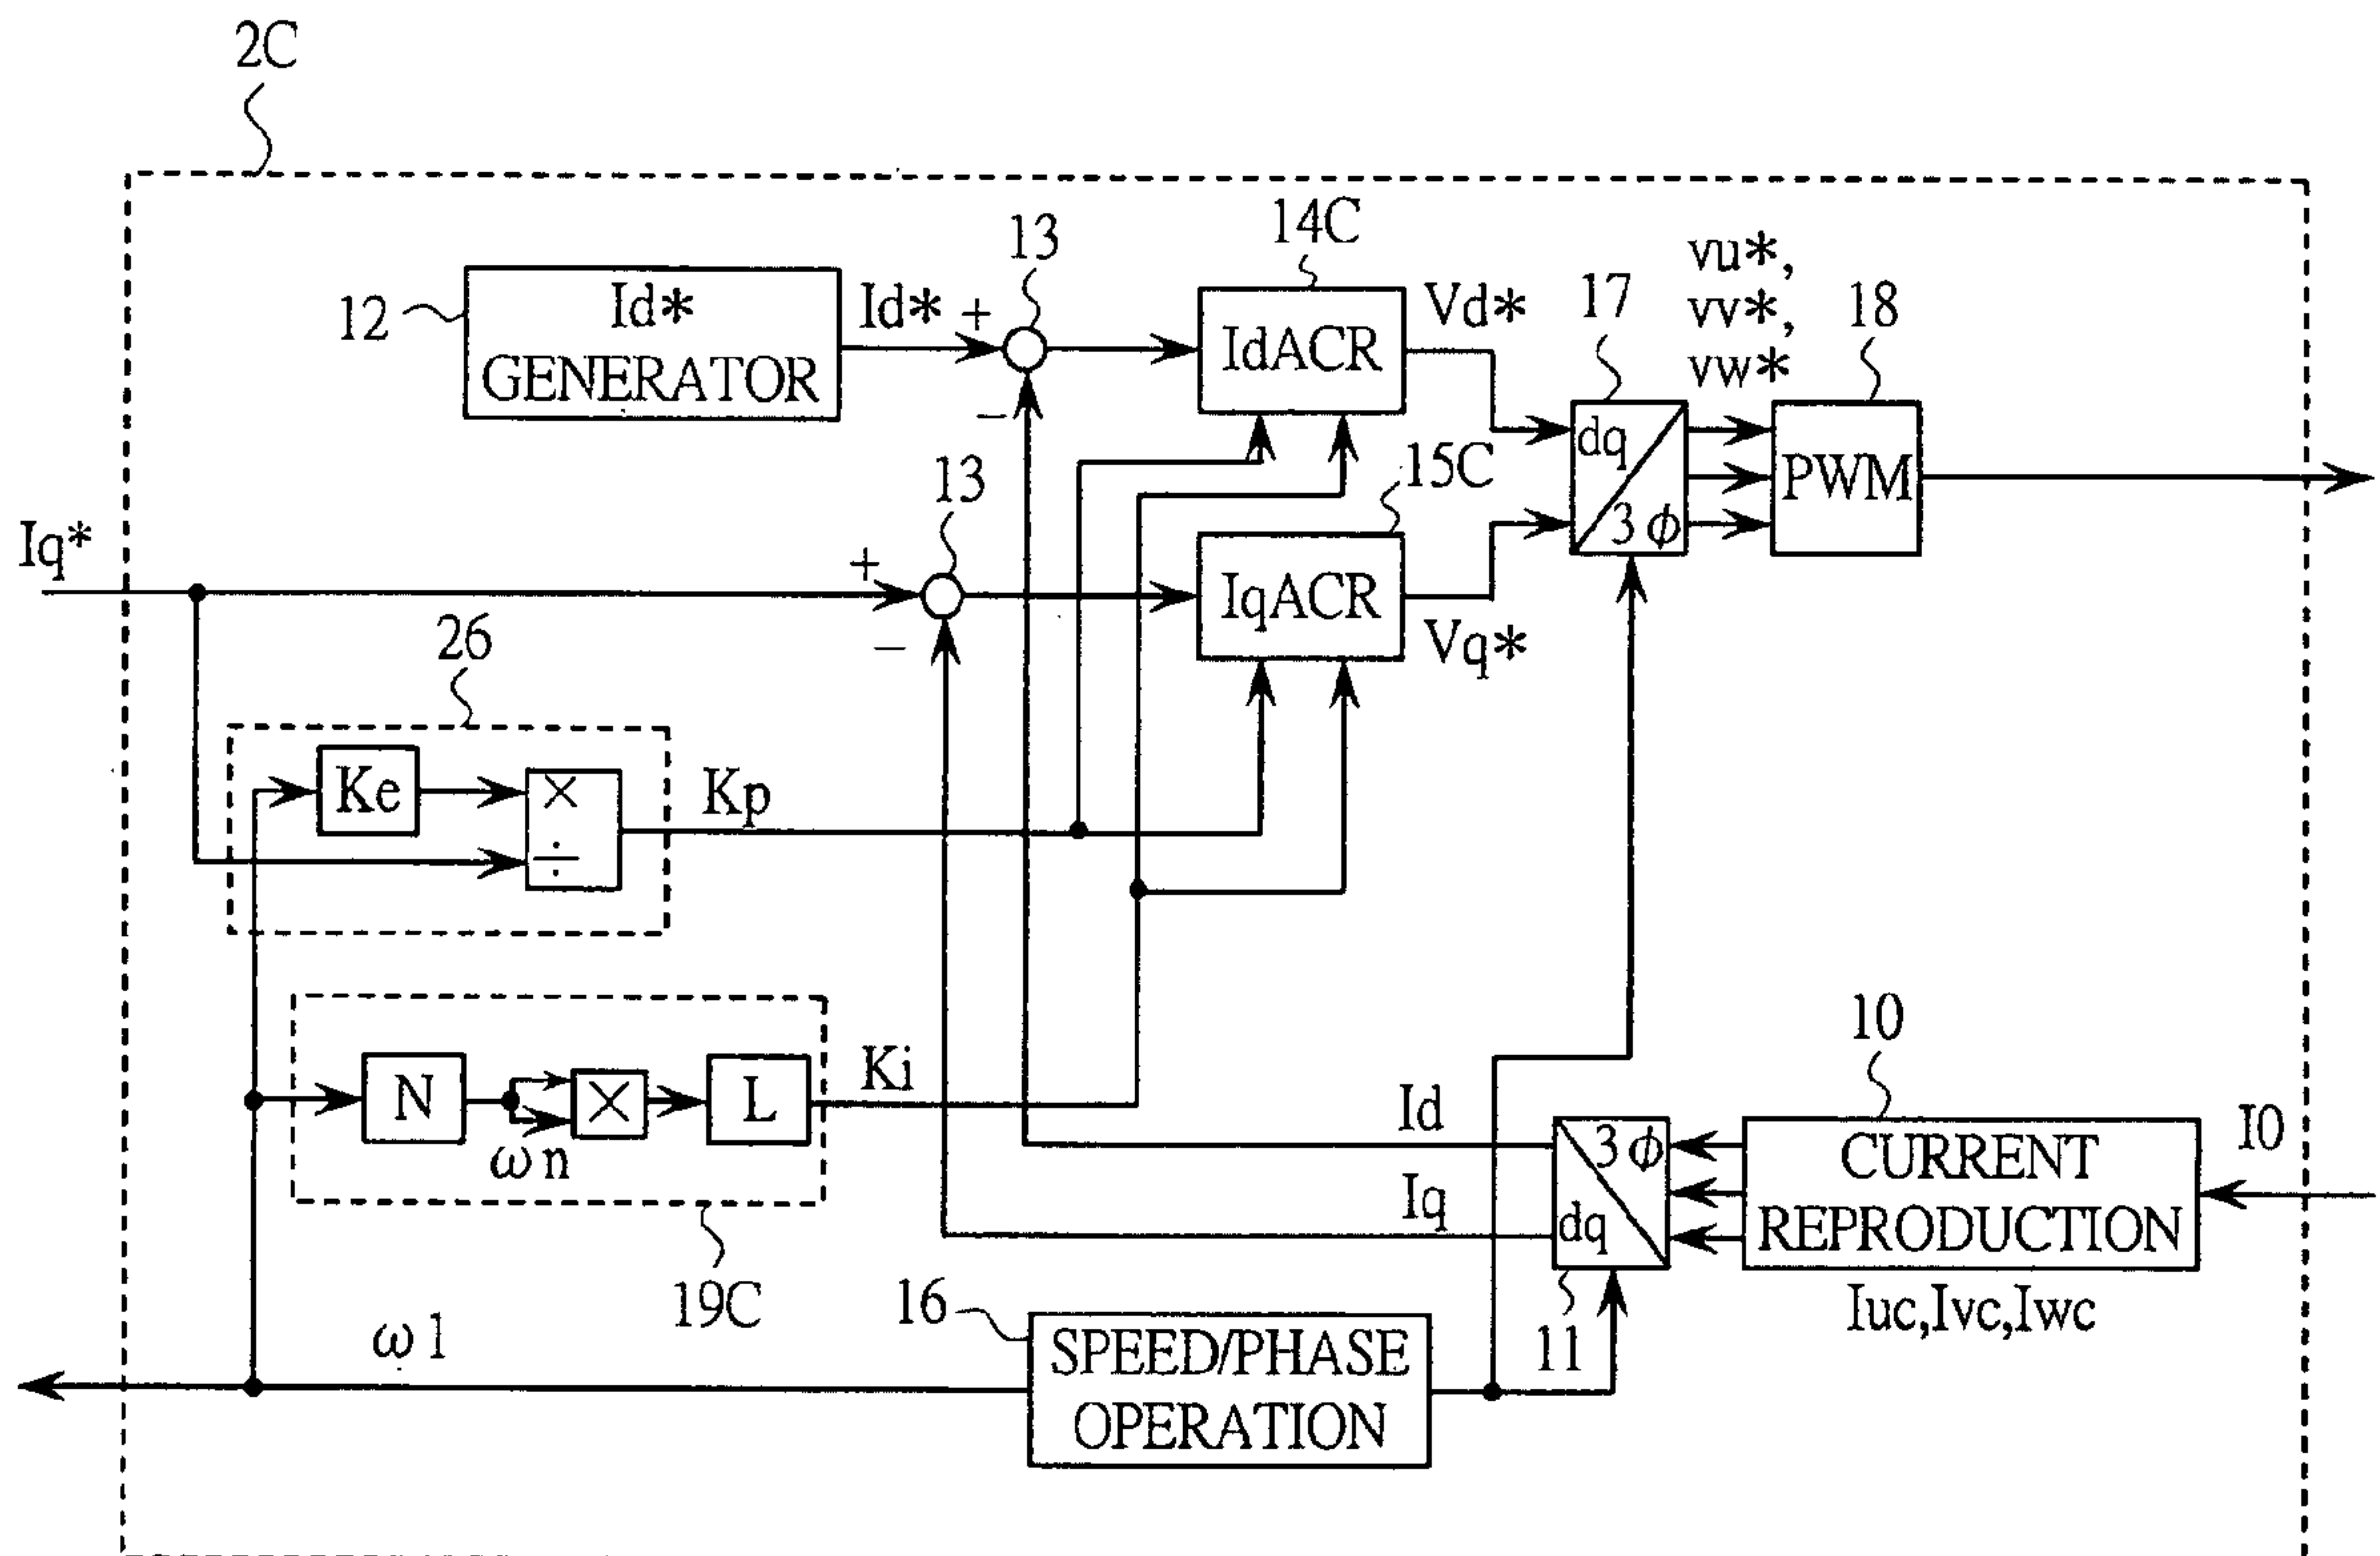 2C
12
Id*
GENERATOR
Id*
+
13
−
14C
IdACR
Vd*
17
vu*,
vv*,
vw*
18
dq
3φ
PWM
Iq*
+
13
−
15C
IqACR
Vq*
26
Ke
×
÷
Kp
N
ωn
×
L
Ki
19C
Id
Iq
3φ
dq
11
10
CURRENT
REPRODUCTION
I0
Iuc,Ivc,Iwc
16
SPEED/PHASE
OPERATION
ω1